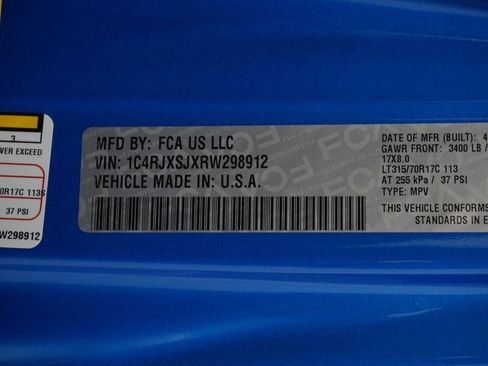 3
WER EXCEED
70R17C 113S
37 PSI
W298912
MFD BY: FCA US LLC
VIN: 1C4RJXSJXRW298912
VEHICLE MADE IN: U.S.A.
DATE OF MFR (BUILT): 4
GAWR FRONT: 3400 LB /
17X8.0
LT315/70R17C 113
AT 255 kPa / 37 PSI
TYPE: MPV
THIS VEHICLE CONFORMS
STANDARDS IN E